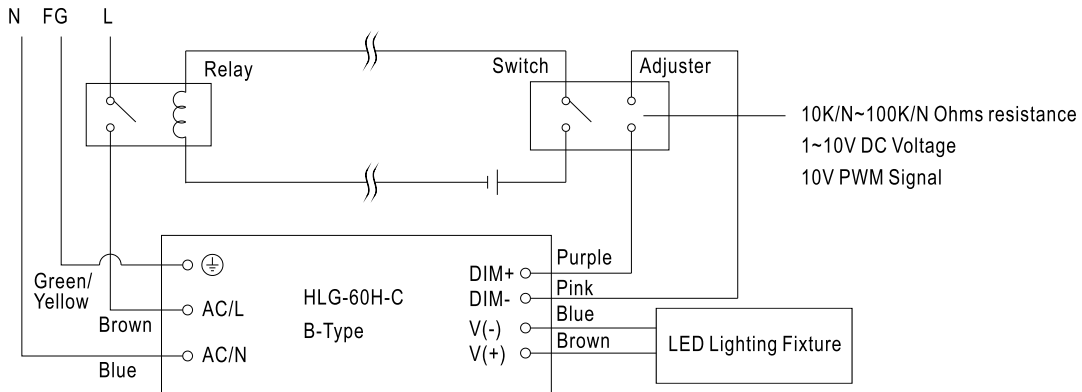 N FG L
Relay
Switch
Adjuster
10K/N~100K/N Ohms resistance
1~10V DC Voltage
10V PWM Signal
Green/
Yellow
Brown
Blue
AC/L
AC/N
HLG-60H-C
B-Type
DIM+
DIM-
V(-)
V(+)
Purple
Pink
Blue
Brown
LED Lighting Fixture